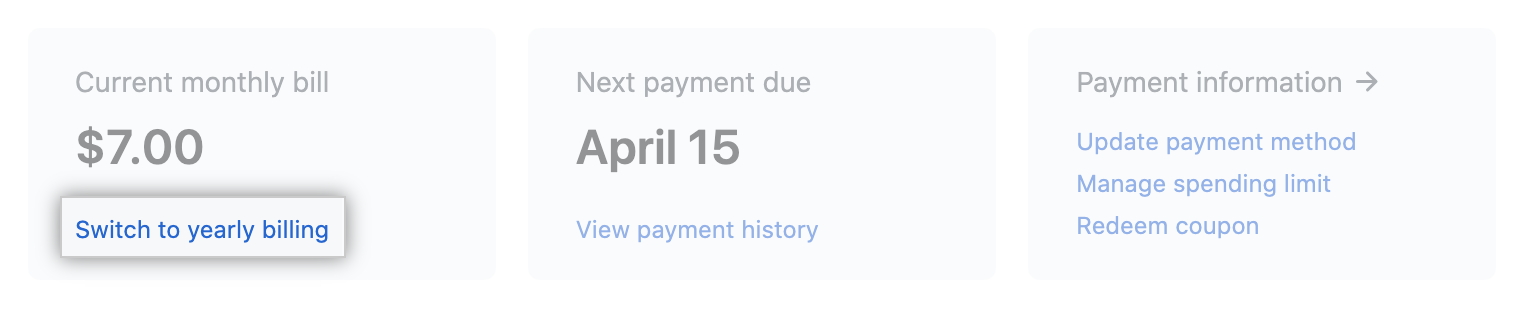 Current monthly bill
$7.00
Switch to yearly billing
Next payment due
April 15
View payment history
Payment information →
Update payment method
Manage spending limit
Redeem coupon